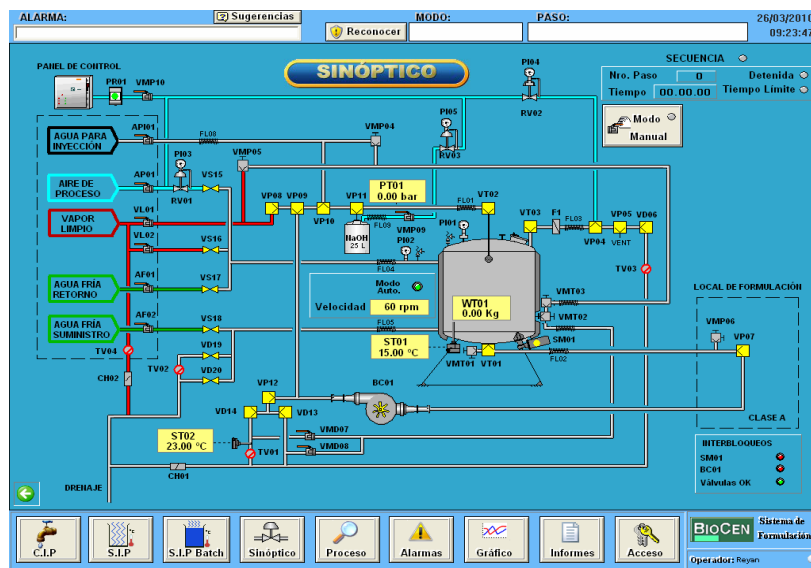 ALARMA:
Sugerencias
Reconocer
MODO:
PASO:
26/03/2010
09:23:47
PANEL DE CONTROL
PR01
VMP10
SINÓPTICO
PI04
RV02
SECUENCIA
Nro. Paso
0
Detenida
Tiempo
00.00.00
Tiempo Límite
Modo
Manual
AGUA PARA
INYECCIÓN
API01
FL08
VMP04
PI05
RV03
VMP05
AIRE DE
PROCESO
AP01
PI03
RV01
VS15
VAPOR
LIMPIO
VL01
VL02
VS16
VP08
VP09
VP10
VP11
PT01
0.00 bar
FL01
VT02
NaOH
25 L
FL09
VMP09
PI02
PI01
VT03
F1
FL03
VP04
VP05
VENT
VD06
TV03
FL04
AGUA FRÍA
RETORNO
AF01
VS17
Modo
Auto.
Velocidad
60 rpm
WT01
0.00 Kg
VMT03
VMT02
LOCAL DE FORMULACIÓN
AGUA FRÍA
SUMINISTRO
AF02
VS18
FL05
ST01
15.00 °C
SM01
VMT01
VT01
FL02
VMP06
VP07
TV04
TV02
VD19
VD20
CH02
VP12
BC01
VD14
VD13
CLASE A
ST02
23.00 °C
TV01
VMD07
VMD08
CH01
DRENAJE
INTERBLOQUEOS
SM01
BC01
Válvulas OK
C.I.P
S.I.P
S.I.P Batch
Sinóptico
Proceso
Alarmas
Gráfico
Informes
Acceso
BIOCEN
Sistema de
Formulación
Operador: Reyan